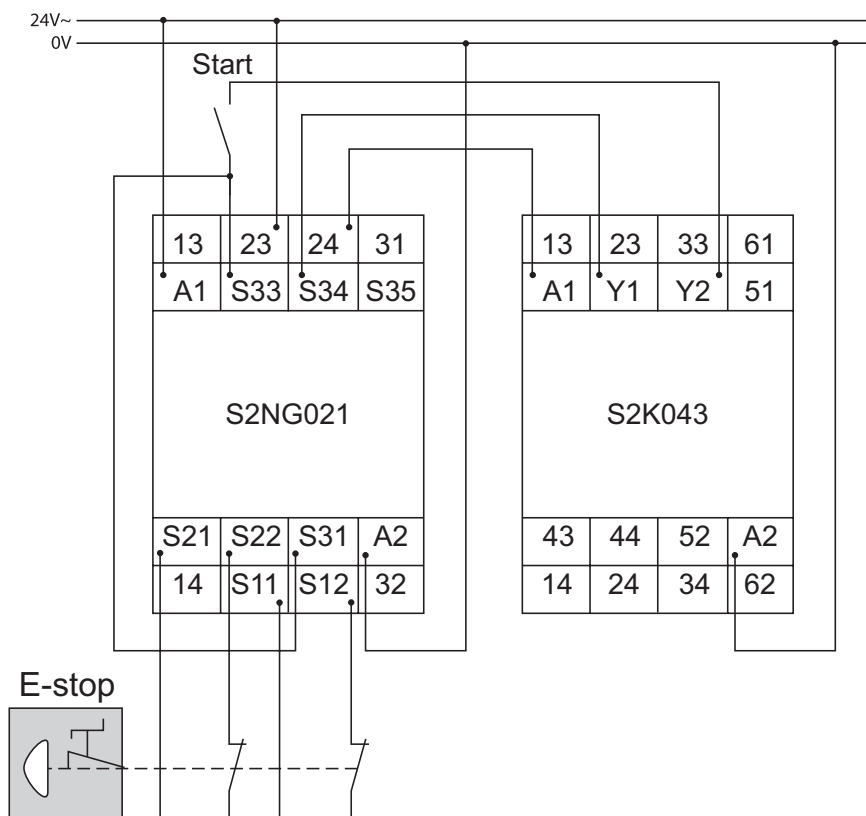 24V~
0V
Start
13 23 24 31 13 23 33 61
A1 S33 S34 S35 A1 Y1 Y2 51
S2NG021 S2K043
S21 S22 S31 A2 43 44 52 A2
14 S11 S12 32 14 24 34 62
E-stop